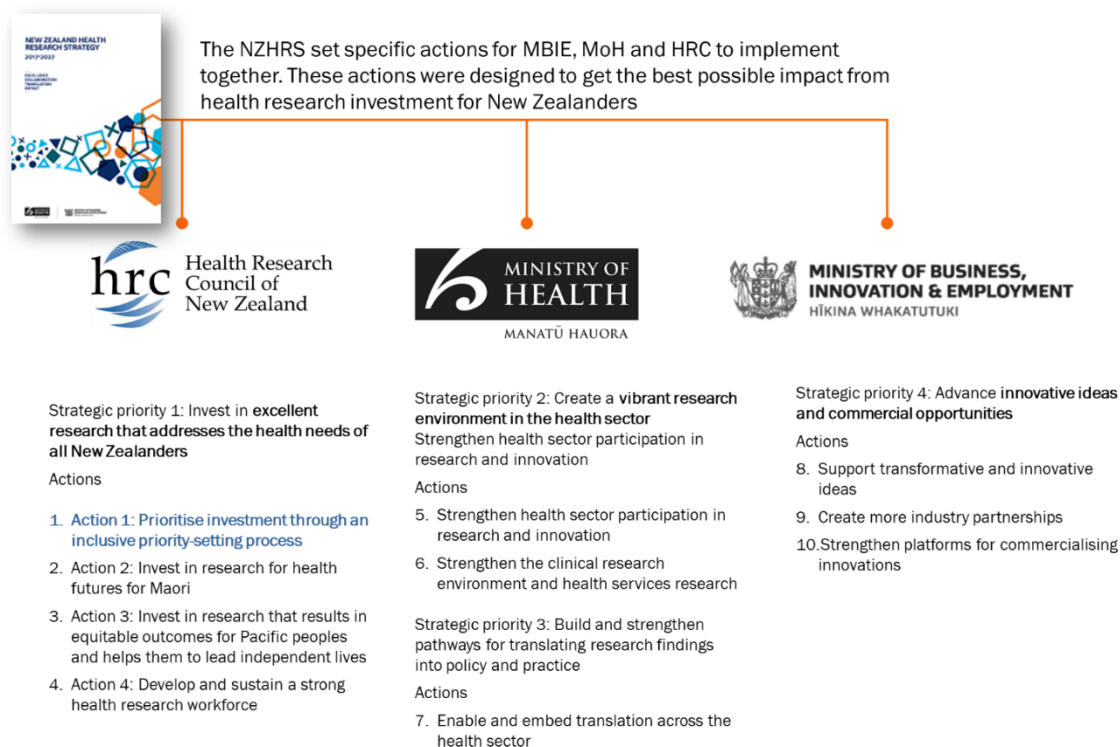 NEW ZEALAND HEALTH
RESEARCH STRATEGY
2017-2027
EXCELLENCE
COLLABORATION
TRANSLATION
IMPACT
The NZHRS set specific actions for MBIE, MoH and HRC to implement
together. These actions were designed to get the best possible impact from
health research investment for New Zealanders
hrc
Health Research
Council of
New Zealand
MINISTRY OF
HEALTH
MANATŪ HAUORA
MINISTRY OF BUSINESS,
INNOVATION & EMPLOYMENT
HĪKINA WHAKATUTUKI
Strategic priority 1: Invest in excellent
research that addresses the health needs of
all New Zealanders
Actions
1. Action 1: Prioritise investment through an
inclusive priority-setting process
2. Action 2: Invest in research for health
futures for Maori
3. Action 3: Invest in research that results in
equitable outcomes for Pacific peoples
and helps them to lead independent lives
4. Action 4: Develop and sustain a strong
health research workforce
Strategic priority 2: Create a vibrant research
environment in the health sector
Strengthen health sector participation in
research and innovation
Actions
5. Strengthen health sector participation in
research and innovation
6. Strengthen the clinical research
environment and health services research
Strategic priority 3: Build and strengthen
pathways for translating research findings
into policy and practice
Actions
7. Enable and embed translation across the
health sector
Strategic priority 4: Advance innovative ideas
and commercial opportunities
Actions
8. Support transformative and innovative
ideas
9. Create more industry partnerships
10.Strengthen platforms for commercialising
innovations